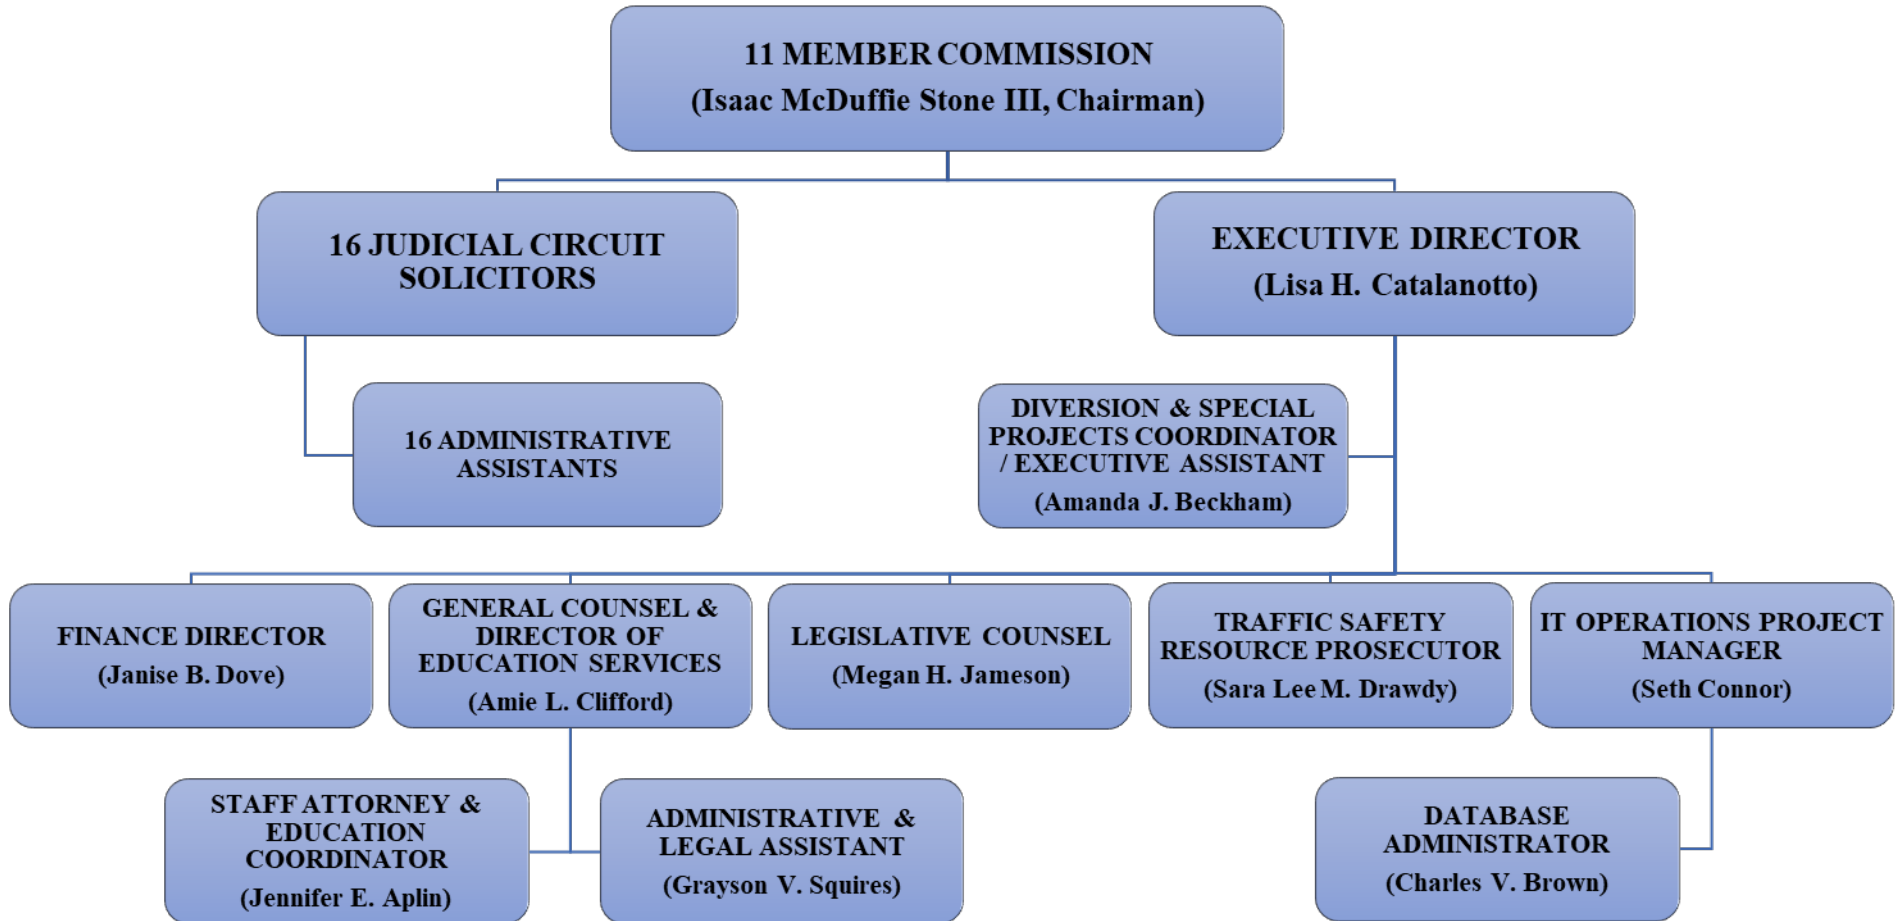 11 MEMBER COMMISSION
(Isaac McDuffie Stone III, Chairman)
16 JUDICIAL CIRCUIT
SOLICITORS
EXECUTIVE DIRECTOR
(Lisa H. Catalanotto)
16 ADMINISTRATIVE
ASSISTANTS
DIVERSION & SPECIAL
PROJECTS COORDINATOR
/ EXECUTIVE ASSISTANT
(Amanda J. Beckham)
FINANCE DIRECTOR
(Janise B. Dove)
GENERAL COUNSEL &
DIRECTOR OF
EDUCATION SERVICES
(Amie L. Clifford)
LEGISLATIVE COUNSEL
(Megan H. Jameson)
TRAFFIC SAFETY
RESOURCE PROSECUTOR
(Sara Lee M. Drawdy)
IT OPERATIONS PROJECT
MANAGER
(Seth Connor)
STAFF ATTORNEY &
EDUCATION
COORDINATOR
(Jennifer E. Aplin)
ADMINISTRATIVE &
LEGAL ASSISTANT
(Grayson V. Squires)
DATABASE
ADMINISTRATOR
(Charles V. Brown)